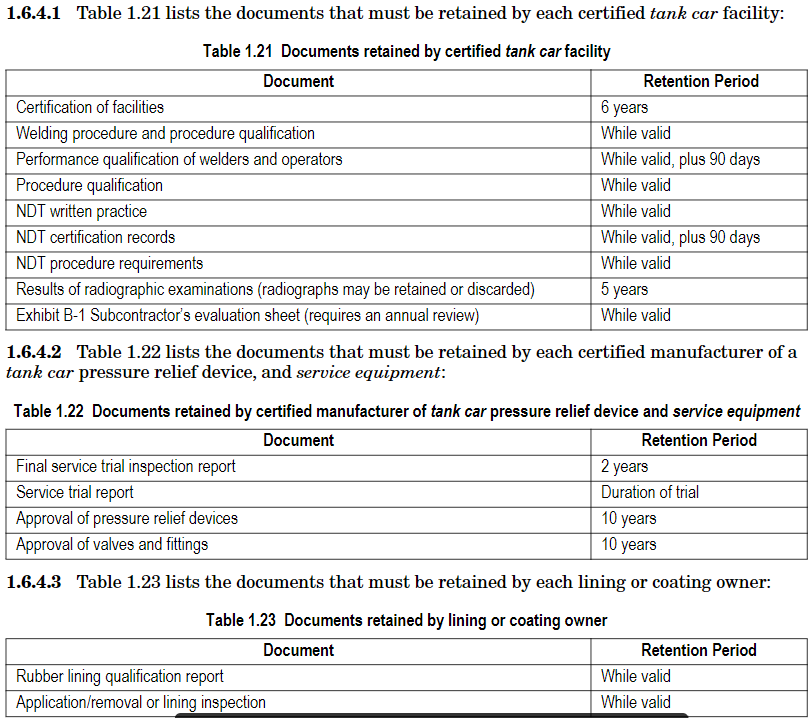 1.6.4.1 Table 1.21 lists the documents that must be retained by each certified tank car facility:
Table 1.21 Documents retained by certified tank car facility
Document Retention Period
Certification of facilities 6 years
Welding procedure and procedure qualification While valid
Performance qualification of welders and operators While valid, plus 90 days
Procedure qualification While valid
NDT written practice While valid
NDT certification records While valid, plus 90 days
NDT procedure requirements While valid
Results of radiographic examinations (radiographs may be retained or discarded) 5 years
Exhibit B-1 Subcontractor's evaluation sheet (requires an annual review) While valid
1.6.4.2 Table 1.22 lists the documents that must be retained by each certified manufacturer of a
tank car pressure relief device, and service equipment:
Table 1.22 Documents retained by certified manufacturer of tank car pressure relief device and service equipment
Document Retention Period
Final service trial inspection report 2 years
Service trial report Duration of trial
Approval of pressure relief devices 10 years
Approval of valves and fittings 10 years
1.6.4.3 Table 1.23 lists the documents that must be retained by each lining or coating owner:
Table 1.23 Documents retained by lining or coating owner
Document Retention Period
Rubber lining qualification report While valid
Application/removal or lining inspection While valid